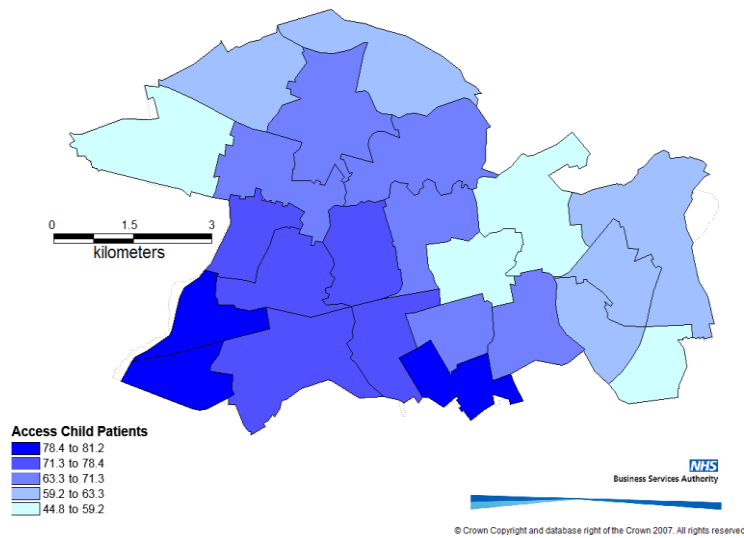 0 1.5 3
kilometers
Access Child Patients
78.4 to 81.2
71.3 to 78.4
63.3 to 71.3
59.2 to 63.3
44.8 to 59.2
NHS
Business Services Authority
© Crown Copyright and database right of the Crown 2007. All rights reserved